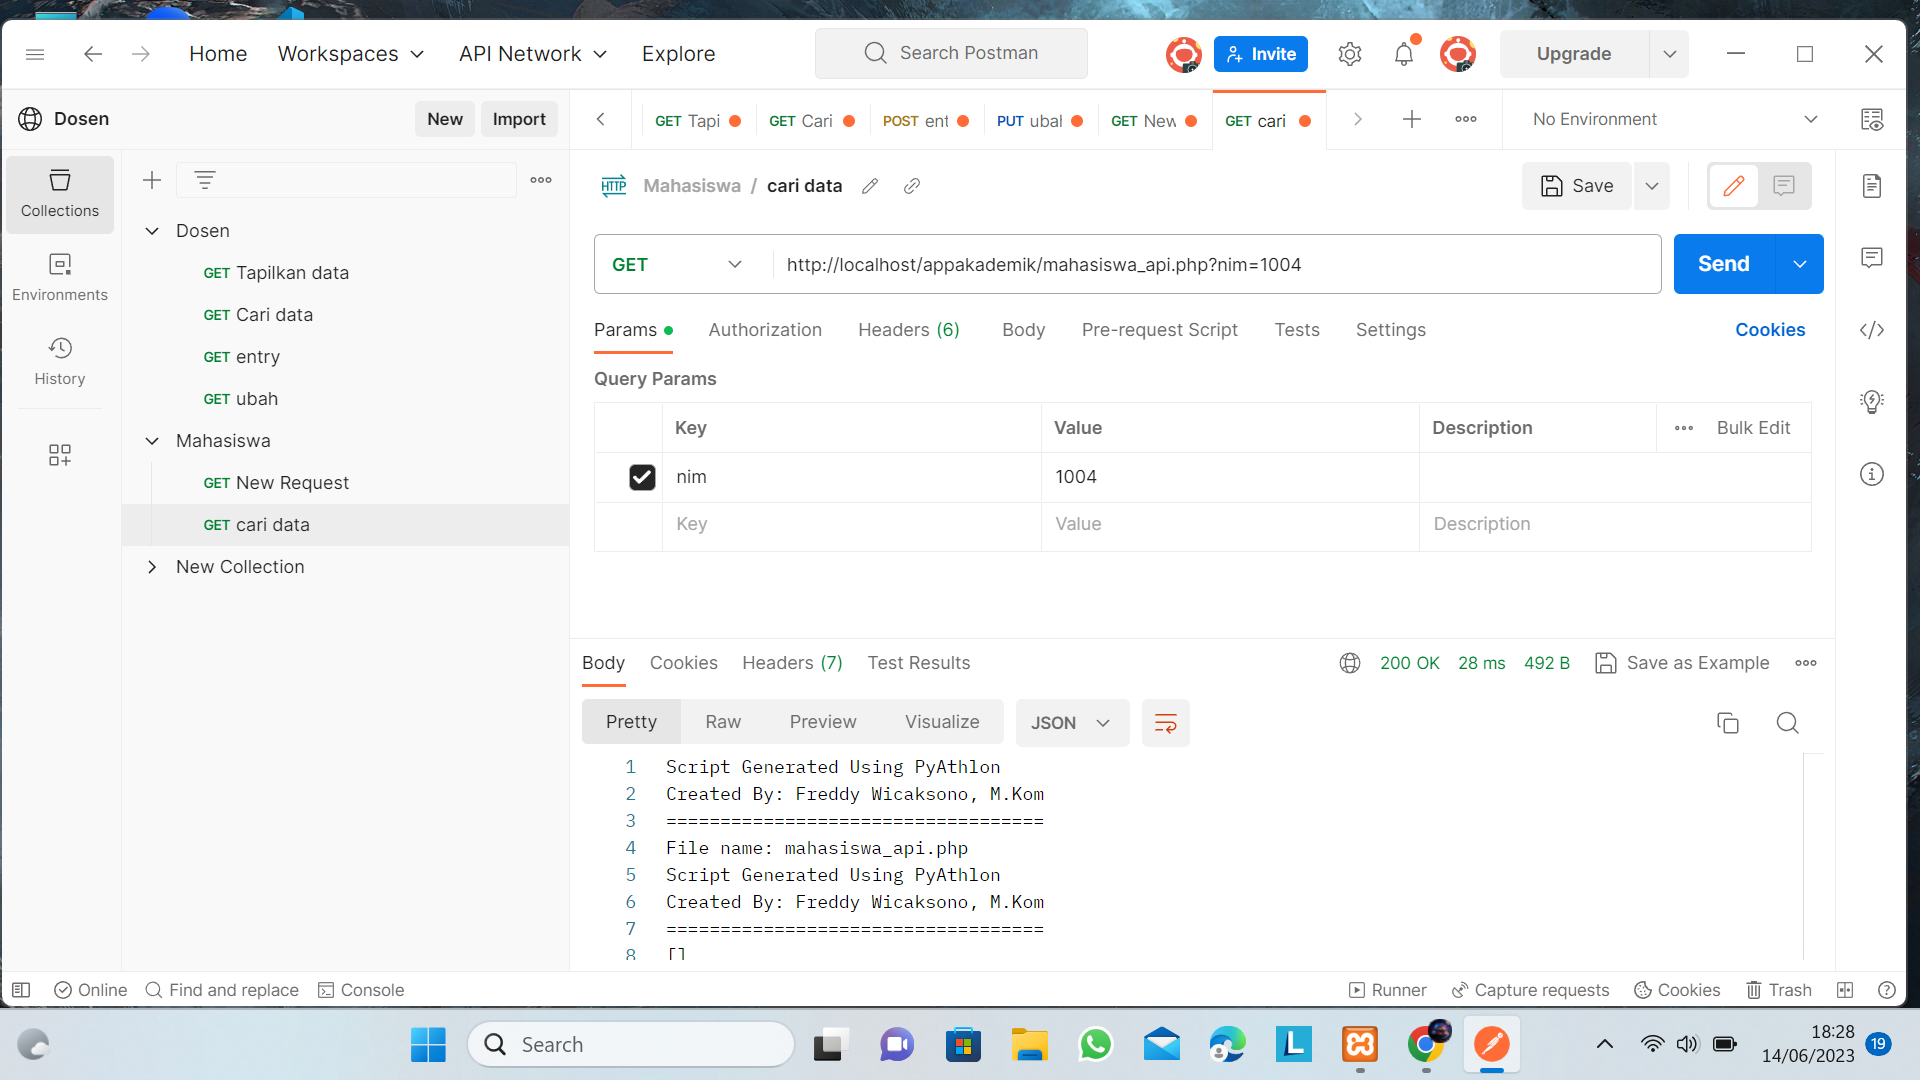 Home
Workspaces
API Network
Explore
Search Postman
Invite
Upgrade
Dosen
New
Import
GET Tapi
GET Cari
POST ent
PUT ubal
GET New
GET cari
No Environment
Collections
Environments
History
Dosen
GET Tapilkan data
GET Cari data
GET entry
GET ubah
Mahasiswa
GET New Request
GET cari data
New Collection
HTTP Mahasiswa / cari data
Save
GET
http://localhost/appakademik/mahasiswa_api.php?nim=1004
Send
Params
Authorization
Headers (6)
Body
Pre-request Script
Tests
Settings
Cookies
Query Params
Key Value Description Bulk Edit
nim 1004
Key Value Description
Body
Cookies
Headers (7)
Test Results
200 OK
28 ms
492 B
Save as Example
Pretty
Raw
Preview
Visualize
JSON
1 Script Generated Using PyAthlon
2 Created By: Freddy Wicaksono, M.Kom
3 ===================================
4 File name: mahasiswa_api.php
5 Script Generated Using PyAthlon
6 Created By: Freddy Wicaksono, M.Kom
7 ===================================
8 []
Online
Find and replace
Console
Runner
Capture requests
Cookies
Trash
Search
18:28
14/06/2023
19